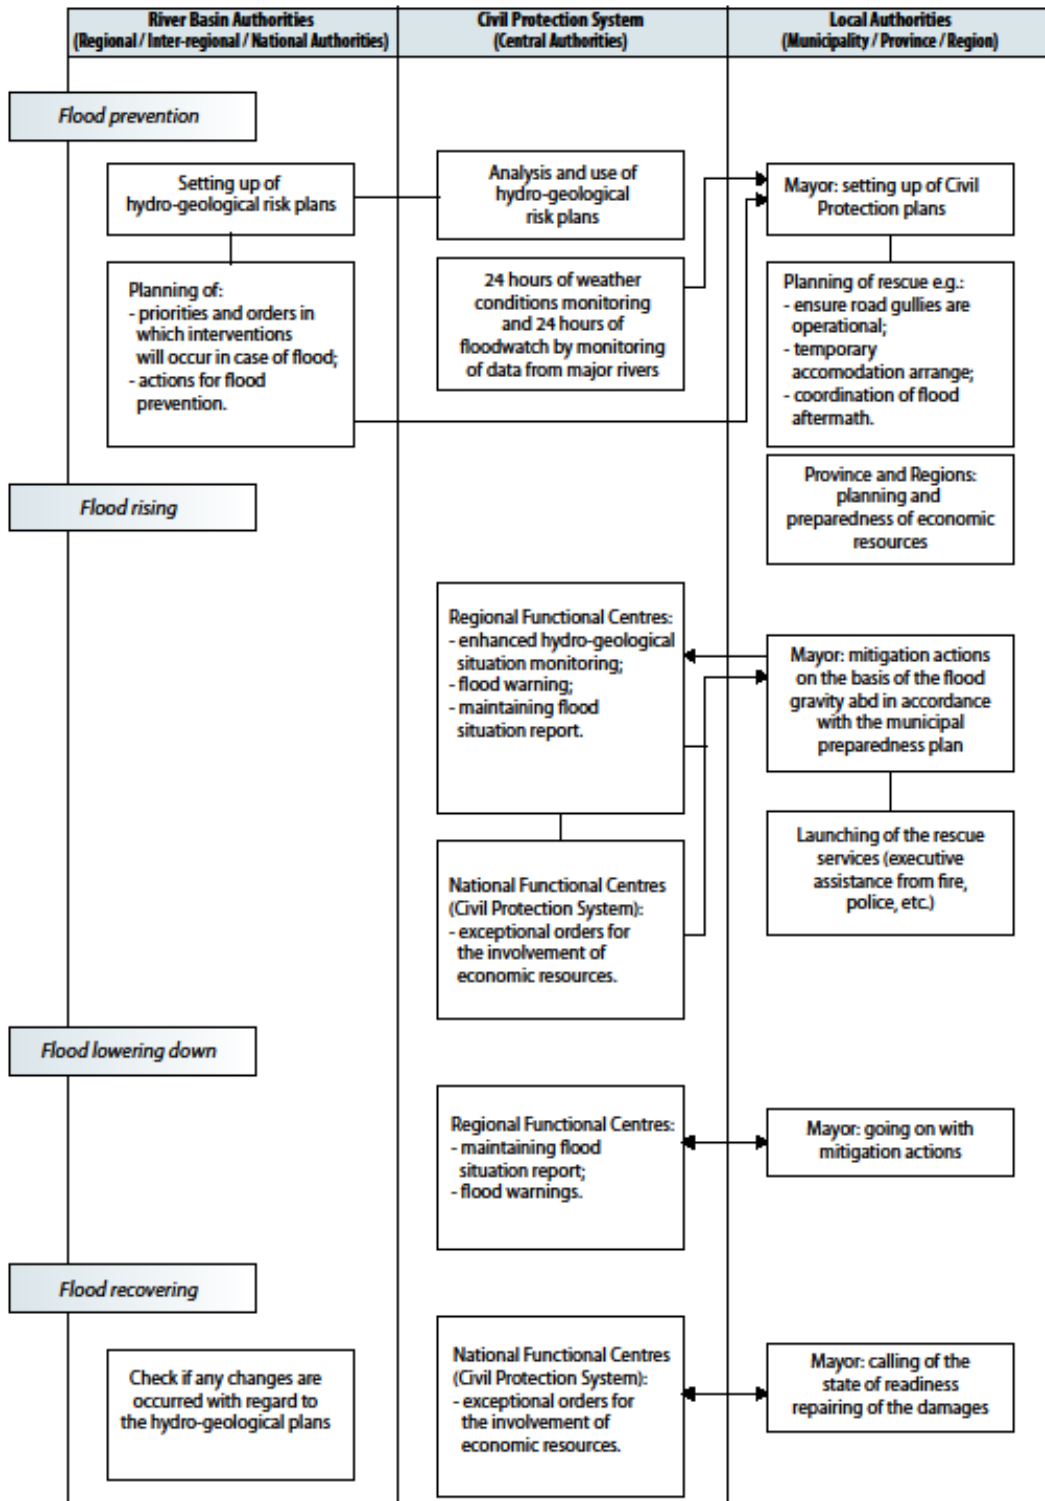 River Basin Authorities
(Regional / Inter-regional / National Authorities)
Civil Protection System
(Central Authorities)
Local Authorities
(Municipality / Province / Region)
Flood prevention
Setting up of
hydro-geological risk plans
Analysis and use of
hydro-geological
risk plans
Mayor: setting up of Civil
Protection plans
Planning of:
- priorities and orders in
which interventions
will occur in case of flood;
- actions for flood
prevention.
24 hours of weather
conditions monitoring
and 24 hours of
floodwatch by monitoring
of data from major rivers
Planning of rescue e.g.:
- ensure road gullies are
operational;
- temporary
accomodation arrange;
- coordination of flood
aftermath.
Province and Regions:
planning and
preparedness of economic
resources
Flood rising
Regional Functional Centres:
- enhanced hydro-geological
situation monitoring;
- flood warning;
- maintaining flood
situation report.
Mayor: mitigation actions
on the basis of the flood
gravity abd in accordance
with the municipal
preparedness plan
Launching of the rescue
services (executive
assistance from fire,
police, etc.)
National Functional Centres
(Civil Protection System):
- exceptional orders for
the involvement of
economic resources.
Flood lowering down
Regional Functional Centres:
- maintaining flood
situation report;
- flood warnings.
Mayor: going on with
mitigation actions
Flood recovering
Check if any changes are
occurred with regard to
the hydro-geological plans
National Functional Centres
(Civil Protection System):
- exceptional orders for
the involvement of
economic resources.
Mayor: calling of the
state of readiness
repairing of the damages